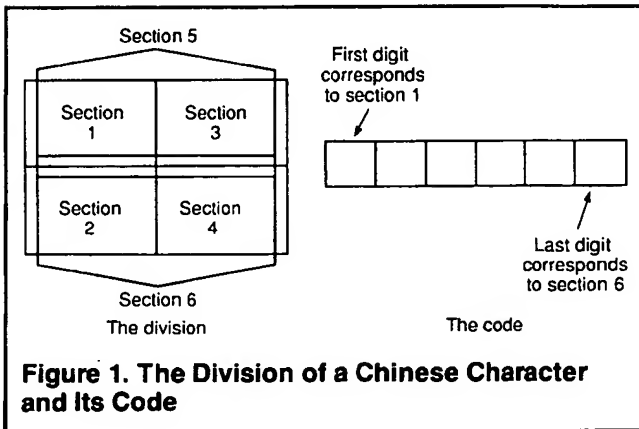 Section 5
Section
1
Section
3
Section
2
Section
4
Section 6
The division
First digit
corresponds
to section 1
Last digit
corresponds
to section 6
The code
Figure 1. The Division of a Chinese Character
and Its Code